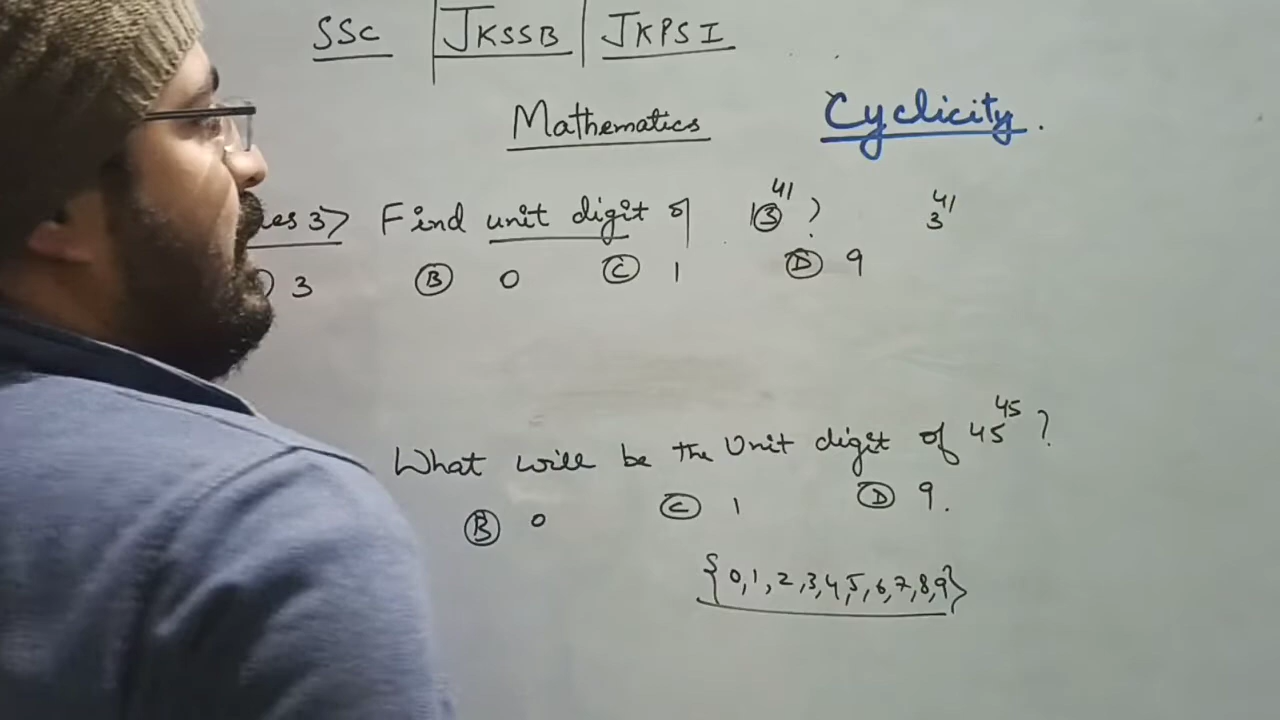 SSC JKSSB JKPSI
Mathematics Cyclicity.
es 3> Find unit digit of 13^41 ? 3^41
3 (B) 0 (C) 1 (D) 9
What will be the Unit digit of 45^45 ?
(B) 0 (C) 1 (D) 9.
{0,1,2,3,4,5,6,7,8,9}